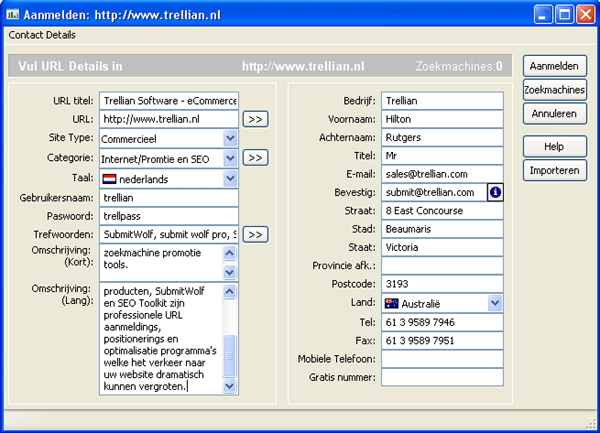 Aanmelden: http://www.trellian.nl
Contact Details
Vul URL Details in http://www.trellian.nl Zoekmachines:0
URL titel: Trellian Software - eCommerce
URL: http://www.trellian.nl >>
Site Type: Commercieel
Categorie: Internet/Promtie en SEO >>
Taal: nederlands
Gebruikersnaam: trellian
Paswoord: trellpass
Trefwoorden: SubmitWolf, submit wolf pro, S >>
Omschrijving: (Kort): zoekmachine promotie
tools.
Omschrijving: (Lang): producten, SubmitWolf
en SEO Toolkit zijn
professionele URL
aanmeldings,
positionerings en
optimalisatie programma's
welke het verkeer naar
uw website dramatisch
kunnen vergroten.
Bedrijf: Trellian
Voornaam: Hilton
Achternaam: Rutgers
Titel: Mr
E-mail: sales@trellian.com
Bevestig: submit@trellian.com
Straat: 8 East Concourse
Stad: Beaumaris
Staat: Victoria
Provincie afk.:
Postcode: 3193
Land: Australië
Tel: 61 3 9589 7946
Fax: 61 3 9589 7951
Mobiele Telefoon:
Gratis nummer:
Aanmelden
Zoekmachines
Annuleren
Help
Importeren